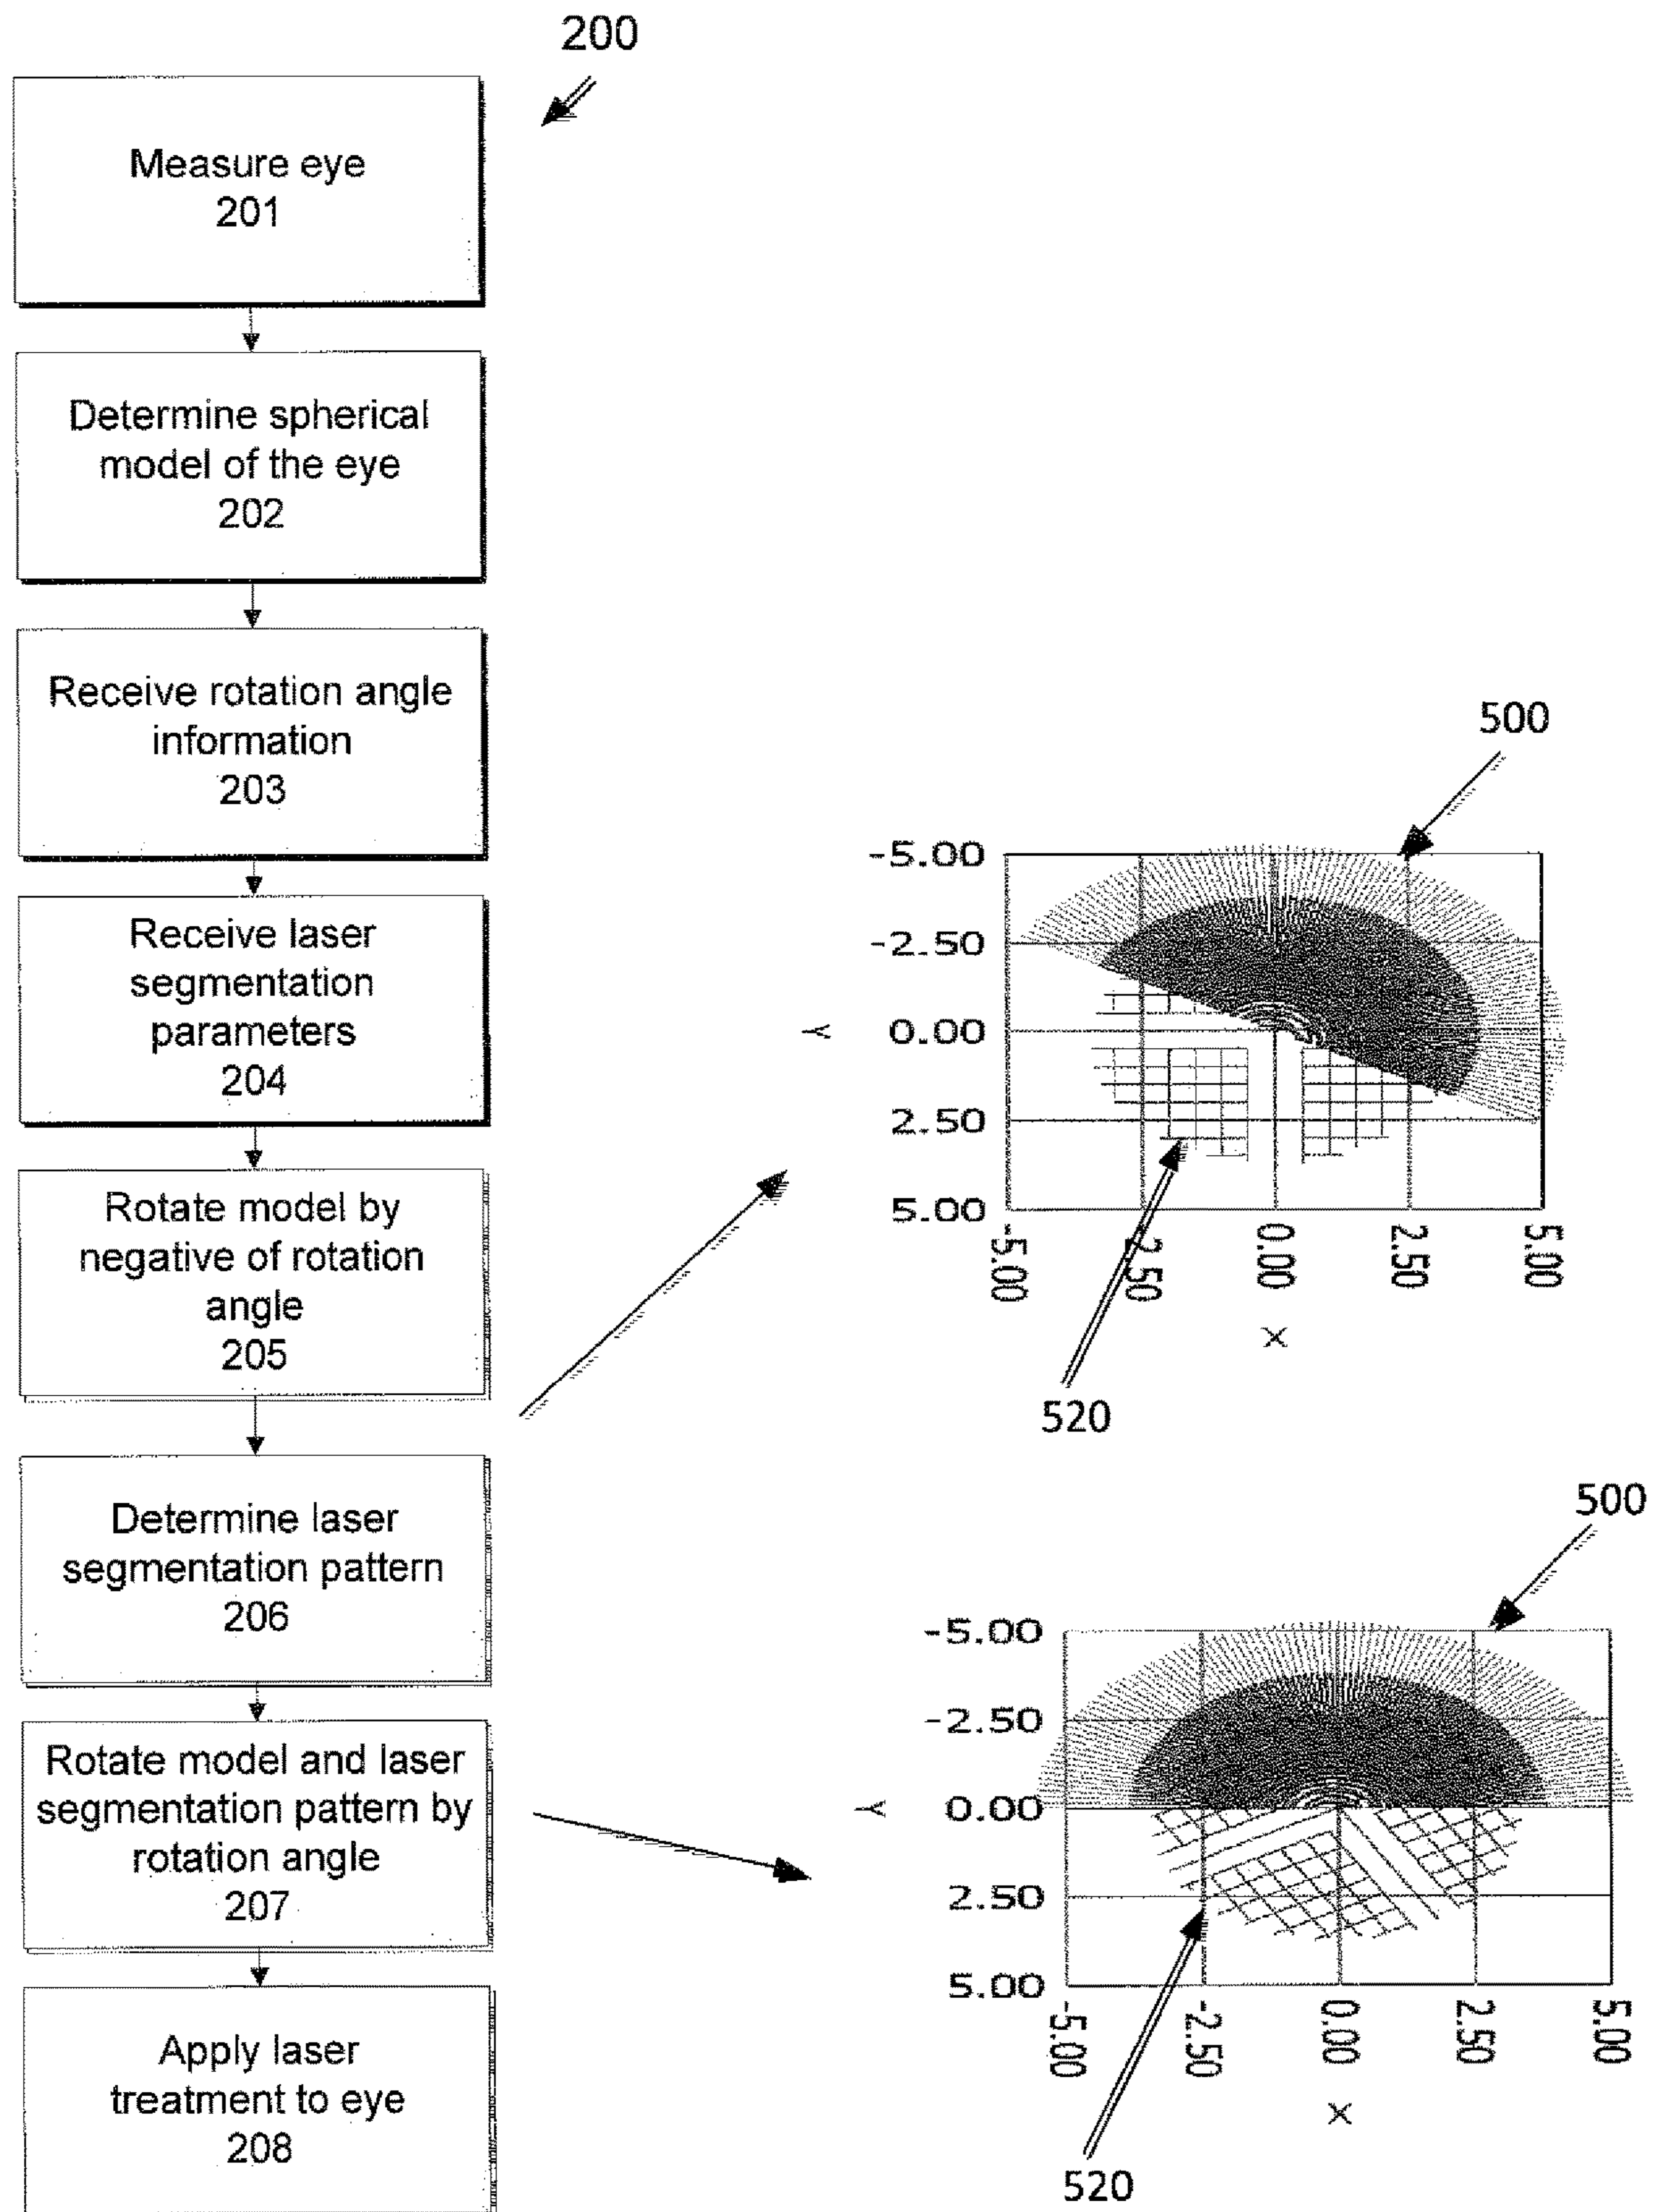 200
Measure eye
201
Determine spherical
model of the eye
202
Receive rotation angle
information
203
Receive laser
segmentation
parameters
204
Rotate model by
negative of rotation
angle
205
Determine laser
segmentation pattern
206
Rotate model and laser
segmentation pattern by
rotation angle
207
Apply laser
treatment to eye
208
500
-5.00
-2.50
0.00
2.50
5.00
Y
-5.00
-2.50
0.00
2.50
5.00
X
520
500
-5.00
-2.50
0.00
2.50
5.00
Y
-5.00
-2.50
0.00
2.50
5.00
X
520